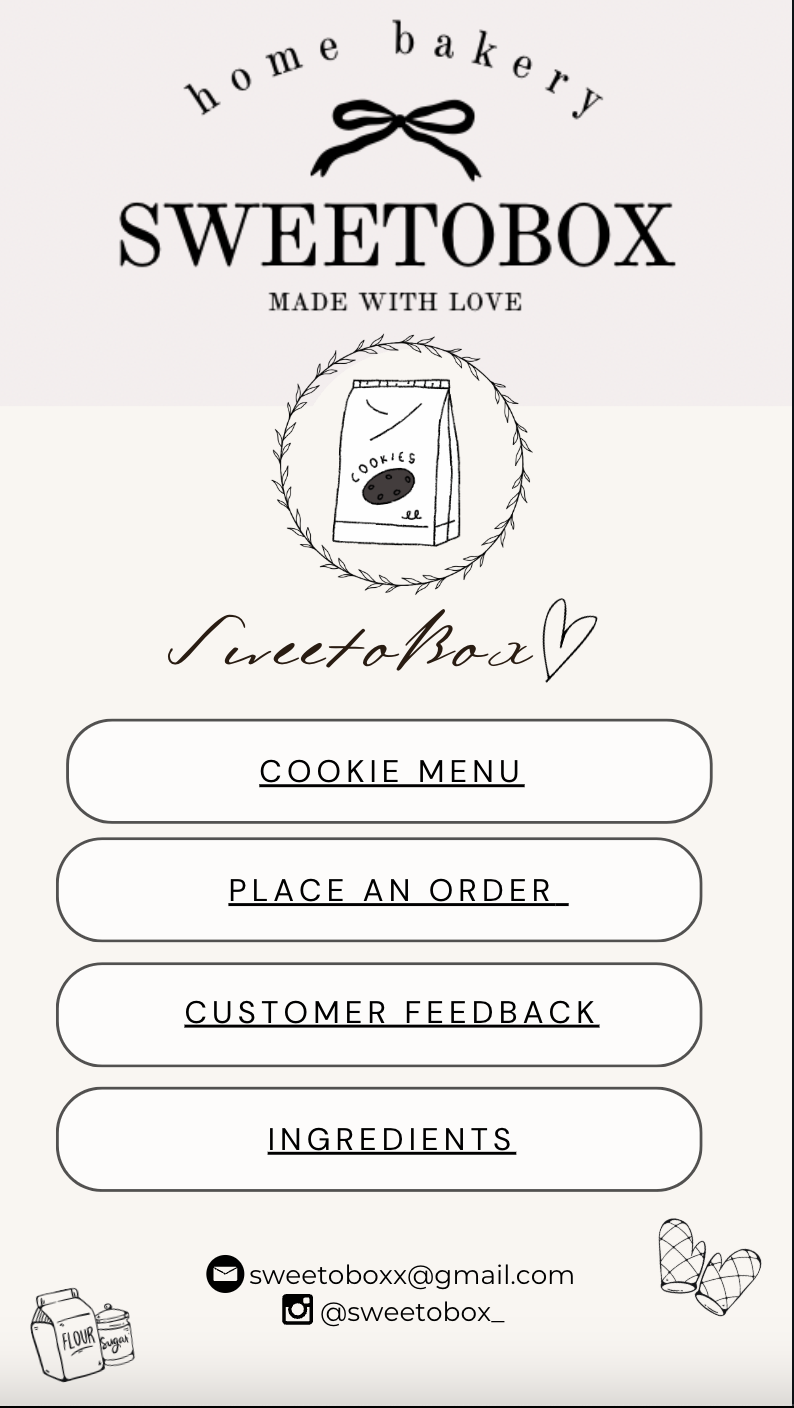 home bakery
SWEETOBOX
MADE WITH LOVE
COOKIES
SweetoBox
COOKIE MENU
PLACE AN ORDER
CUSTOMER FEEDBACK
INGREDIENTS
sweetoboxx@gmail.com
@sweetobox_
FLOUR
Sugar